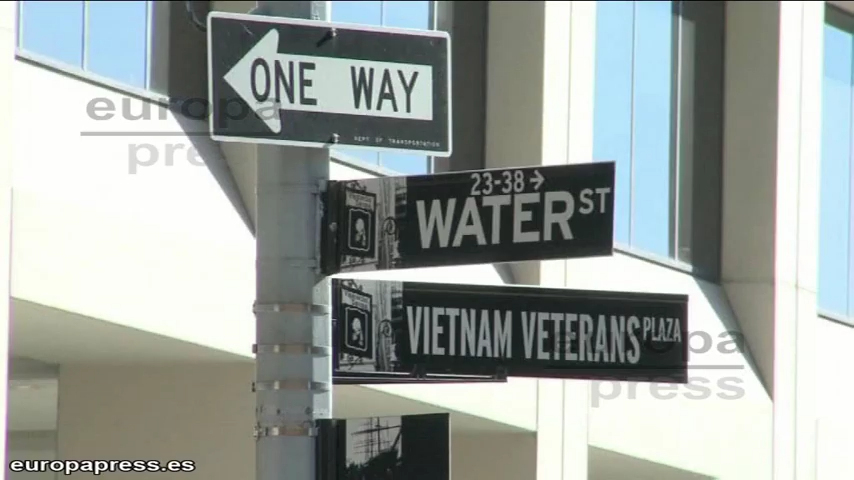 ONE WAY
DEPT OF TRANSPORTATION
23-38 →
WATER ST
VIETNAM VETERANS PLAZA
europa
press
europa
press
europapress.es